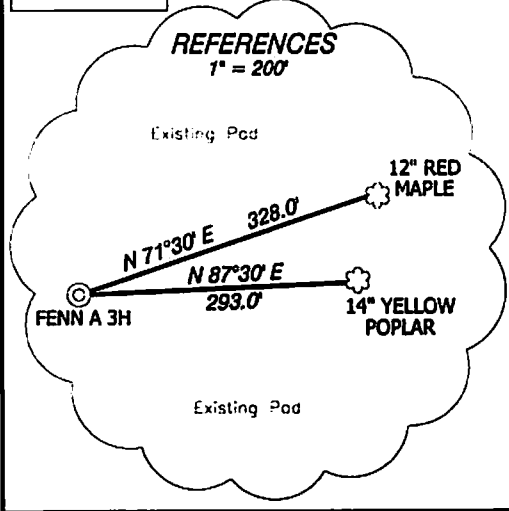 REFERENCES
1" = 200'
Existing Pad
12" RED
MAPLE
N 71°30' E 328.0'
N 87°30' E
293.0'
FENN A 3H
14" YELLOW
POPLAR
Existing Pad